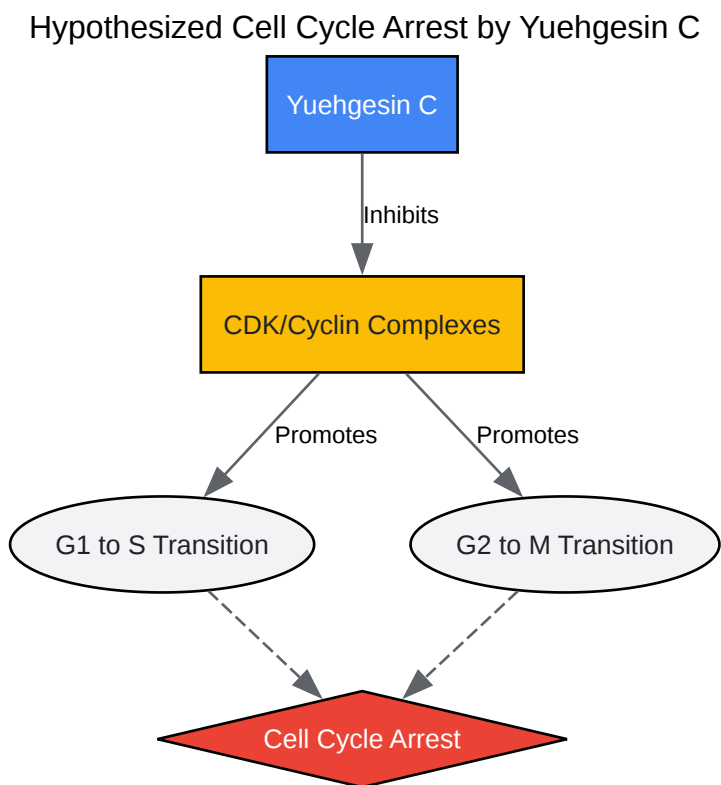 Hypothesized Cell Cycle Arrest by Yuehgesin C
Yuehgesin C
Inhibits
CDK/Cyclin Complexes
Promotes
Promotes
G1 to S Transition
G2 to M Transition
Cell Cycle Arrest